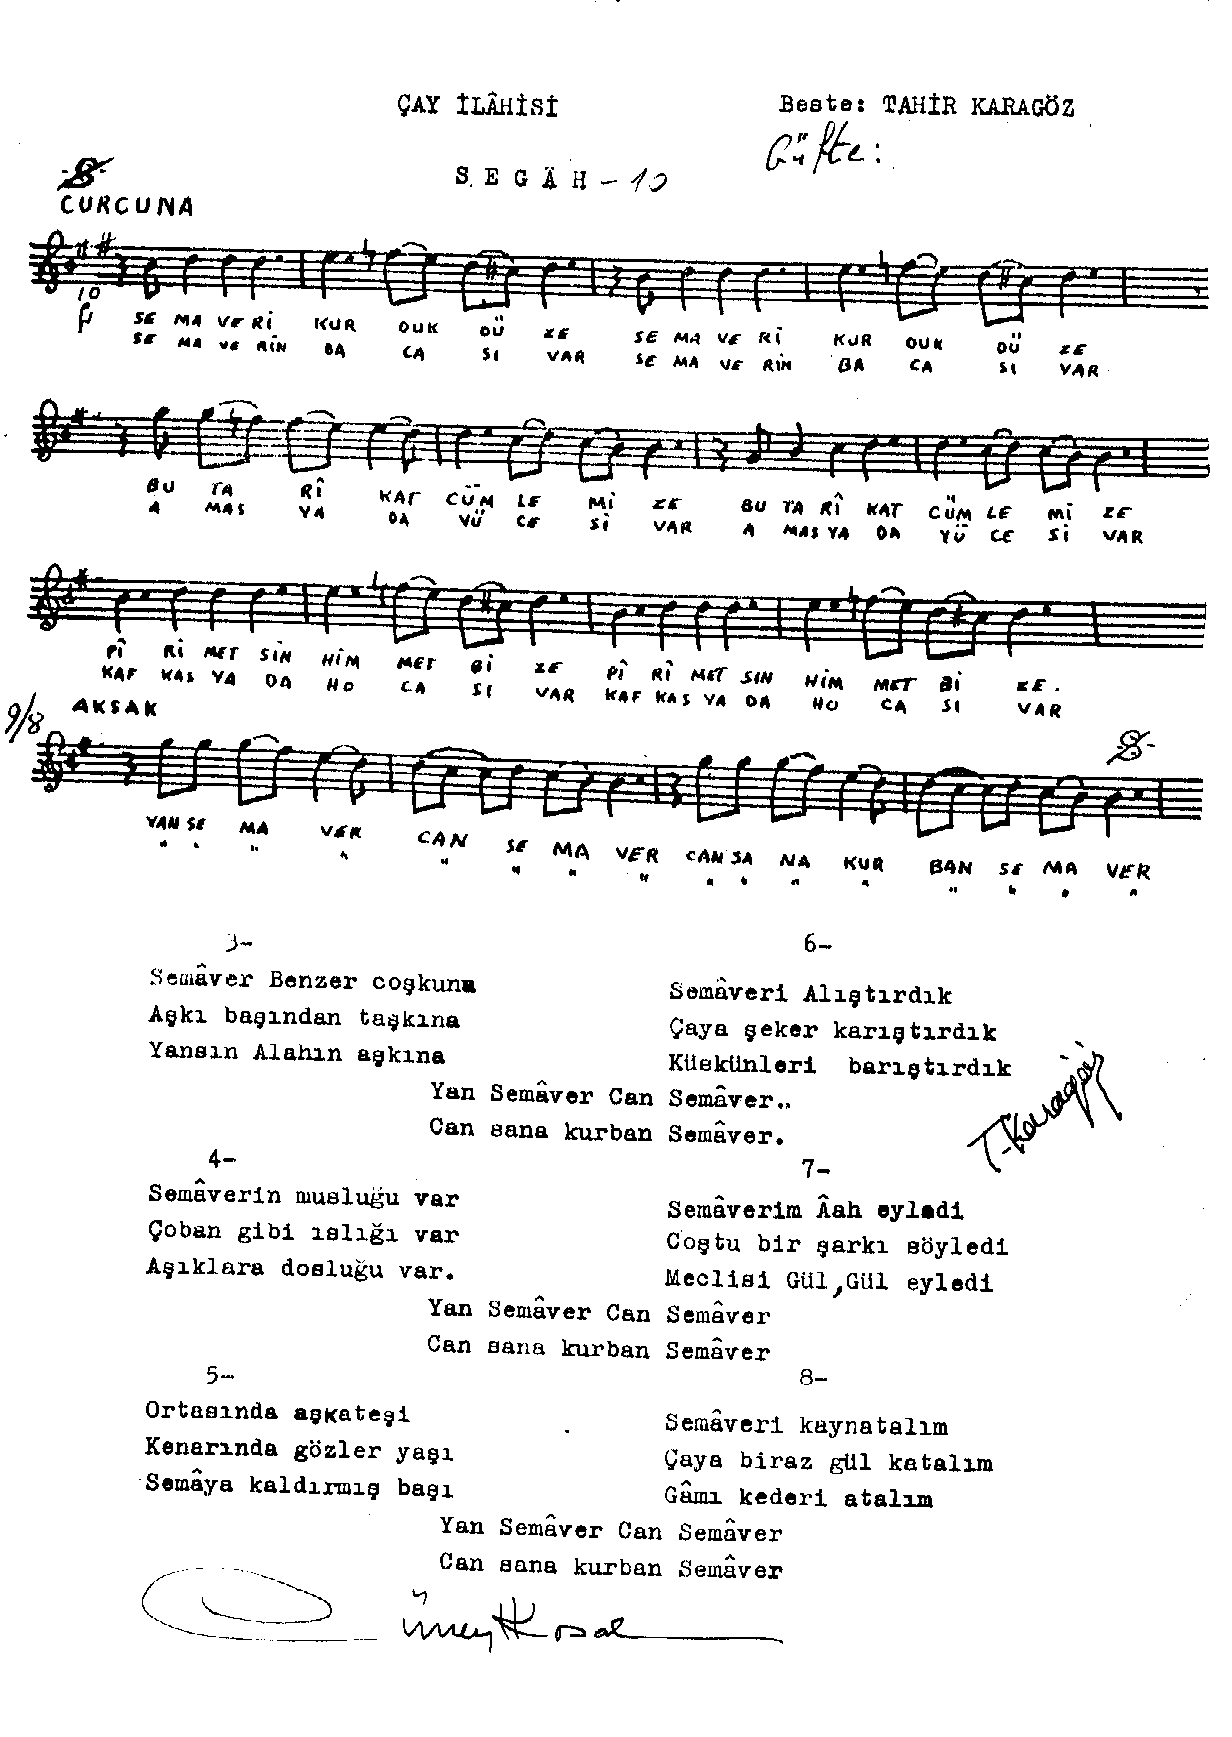 ÇAY İLÂHİSİ
Beste: TAHİR KARAGÖZ
Güfte:
SEGÂH-10
CURCUNA
10
SE MA VE Rİ KUR DUK DÜ ZE SE MA VE Rİ KUR DUK DÜ ZE
SE MA VE RİN BA CA SI VAR SE MA VE RİN BA CA SI VAR
BU TA RÎ KAT CÜM LE Mİ ZE BU TA RÎ KAT CÜM LE Mİ ZE
A MAS YA DA YÜ CE Sİ VAR A MAS YA DA YÜ CE Sİ VAR
PÎ Rİ MET SİN HİM MET Bİ ZE PÎ RÎ MET SIN HİM MET Bİ ZE.
KAF KAS YA DA HO CA SI VAR KAF KAS YA DA HO CA SI VAR
9/8 AKSAK
YAN SE MA VER CAN SE MA VER CAN SA NA KUR BAN SE MA VER
" " " " " " " " " " " " " " " "
3-
Semâver Benzer coşkuna
Aşkı başından taşkına
Yansın Alahın aşkına
6-
Semâveri Alıştırdık
Çaya şeker karıştırdık
Küskünleri barıştırdık
Yan Semâver Can Semâver..
Can sana kurban Semâver.
T. Karagöz
4-
Semâverin musluğu var
Çoban gibi ıslığı var
Aşıklara dosluğu var.
7-
Semâverim Âah eyledi
Coştu bir şarkı söyledi
Meclisi Gül,Gül eyledi
Yan Semâver Can Semâver
Can sana kurban Semâver
5-
Ortasında aşkateşi
Kenarında gözler yaşı
Semâya kaldırmış başı
8-
Semâveri kaynatalım
Çaya biraz gül katalım
Gâmı kederi atalım
Yan Semâver Can Semâver
Can sana kurban Semâver
Cüneyt Kosal